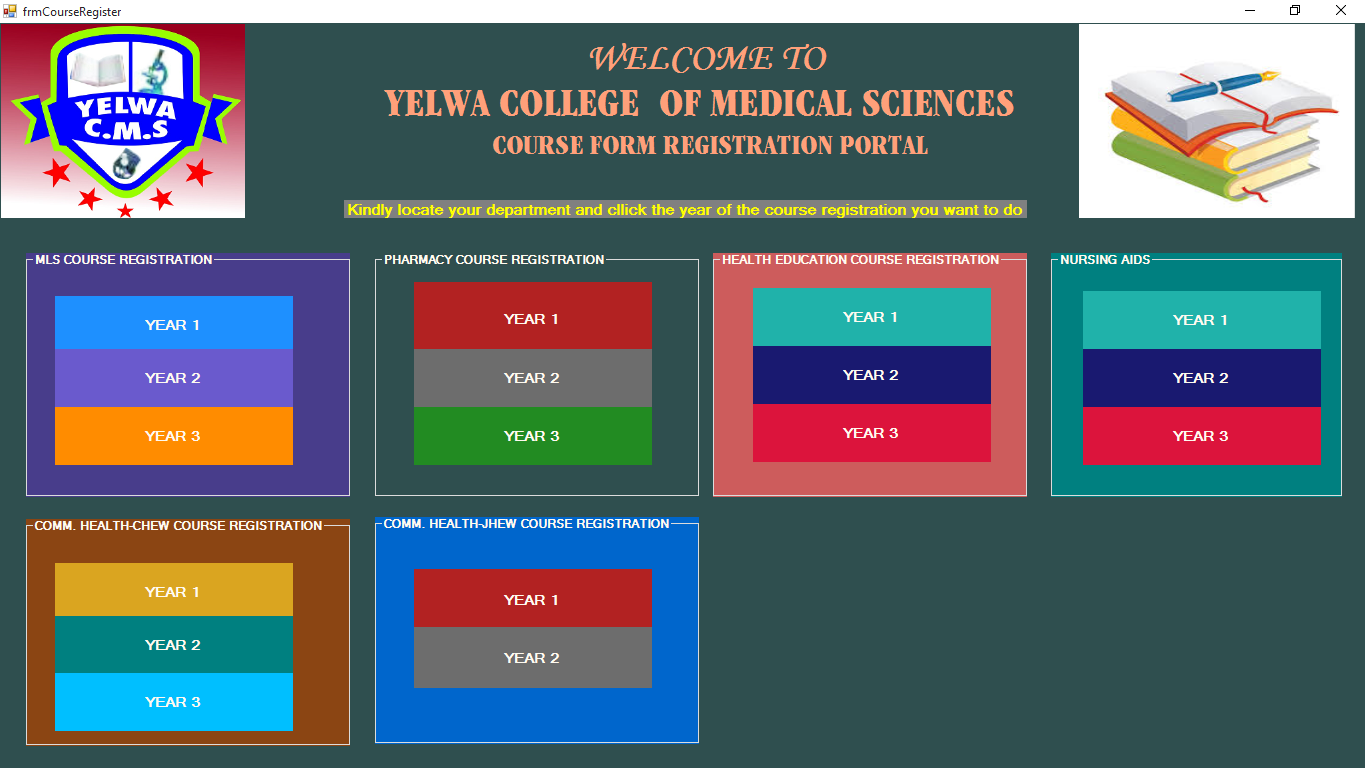 frmCourseRegister
YELWA
C.M.S
WELCOME TO
YELWA COLLEGE OF MEDICAL SCIENCES
COURSE FORM REGISTRATION PORTAL
Kindly locate your department and cllick the year of the course registration you want to do
MLS COURSE REGISTRATION
YEAR 1
YEAR 2
YEAR 3
PHARMACY COURSE REGISTRATION
YEAR 1
YEAR 2
YEAR 3
HEALTH EDUCATION COURSE REGISTRATION
YEAR 1
YEAR 2
YEAR 3
NURSING AIDS
YEAR 1
YEAR 2
YEAR 3
COMM. HEALTH-CHEW COURSE REGISTRATION
YEAR 1
YEAR 2
YEAR 3
COMM. HEALTH-JHEW COURSE REGISTRATION
YEAR 1
YEAR 2